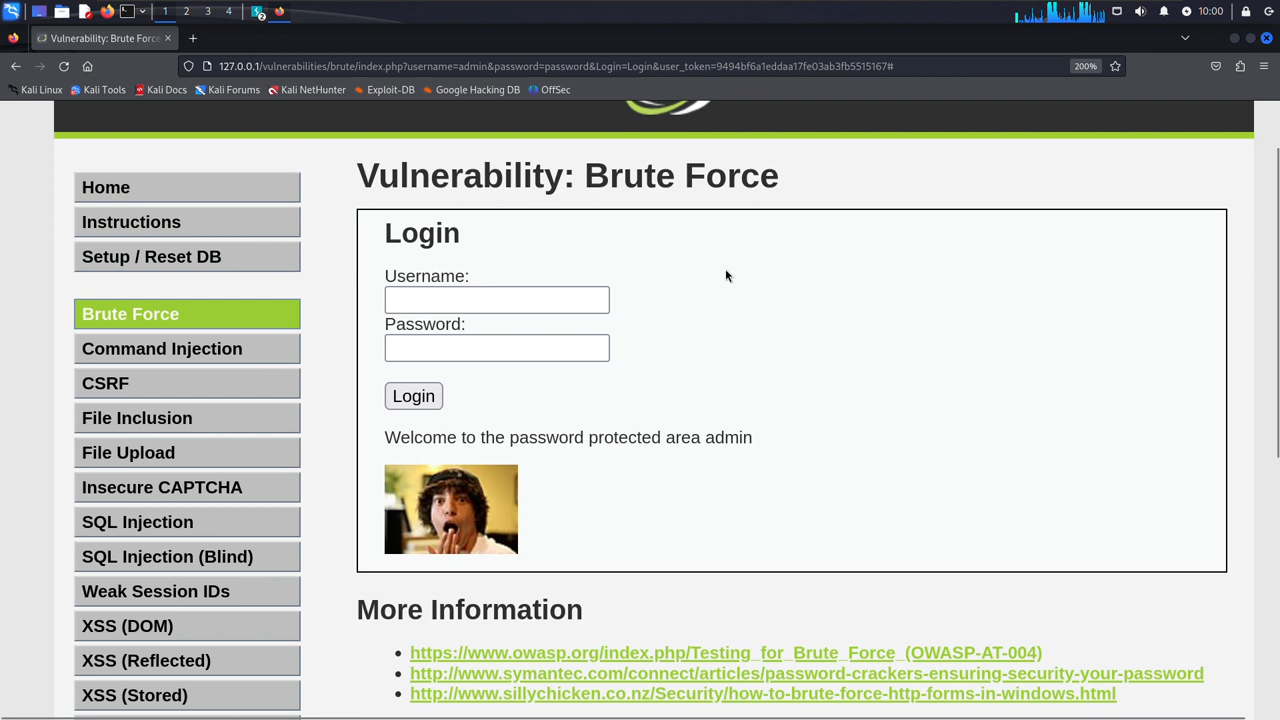 1 2 3 4 2 10:00
Vulnerability: Brute Force
127.0.0.1/vulnerabilities/brute/index.php?username=admin&password=password&Login=Login&user_token=9494bf6a1eddaa17fe03ab3fb5515167#
200%
Kali Linux Kali Tools Kali Docs Kali Forums Kali NetHunter Exploit-DB Google Hacking DB OffSec
Vulnerability: Brute Force
Home
Instructions
Setup / Reset DB
Brute Force
Command Injection
CSRF
File Inclusion
File Upload
Insecure CAPTCHA
SQL Injection
SQL Injection (Blind)
Weak Session IDs
XSS (DOM)
XSS (Reflected)
XSS (Stored)
Login
Username:
Password:
Login
Welcome to the password protected area admin
More Information
https://www.owasp.org/index.php/Testing_for_Brute_Force_(OWASP-AT-004)
http://www.symantec.com/connect/articles/password-crackers-ensuring-security-your-password
http://www.sillychicken.co.nz/Security/how-to-brute-force-http-forms-in-windows.html